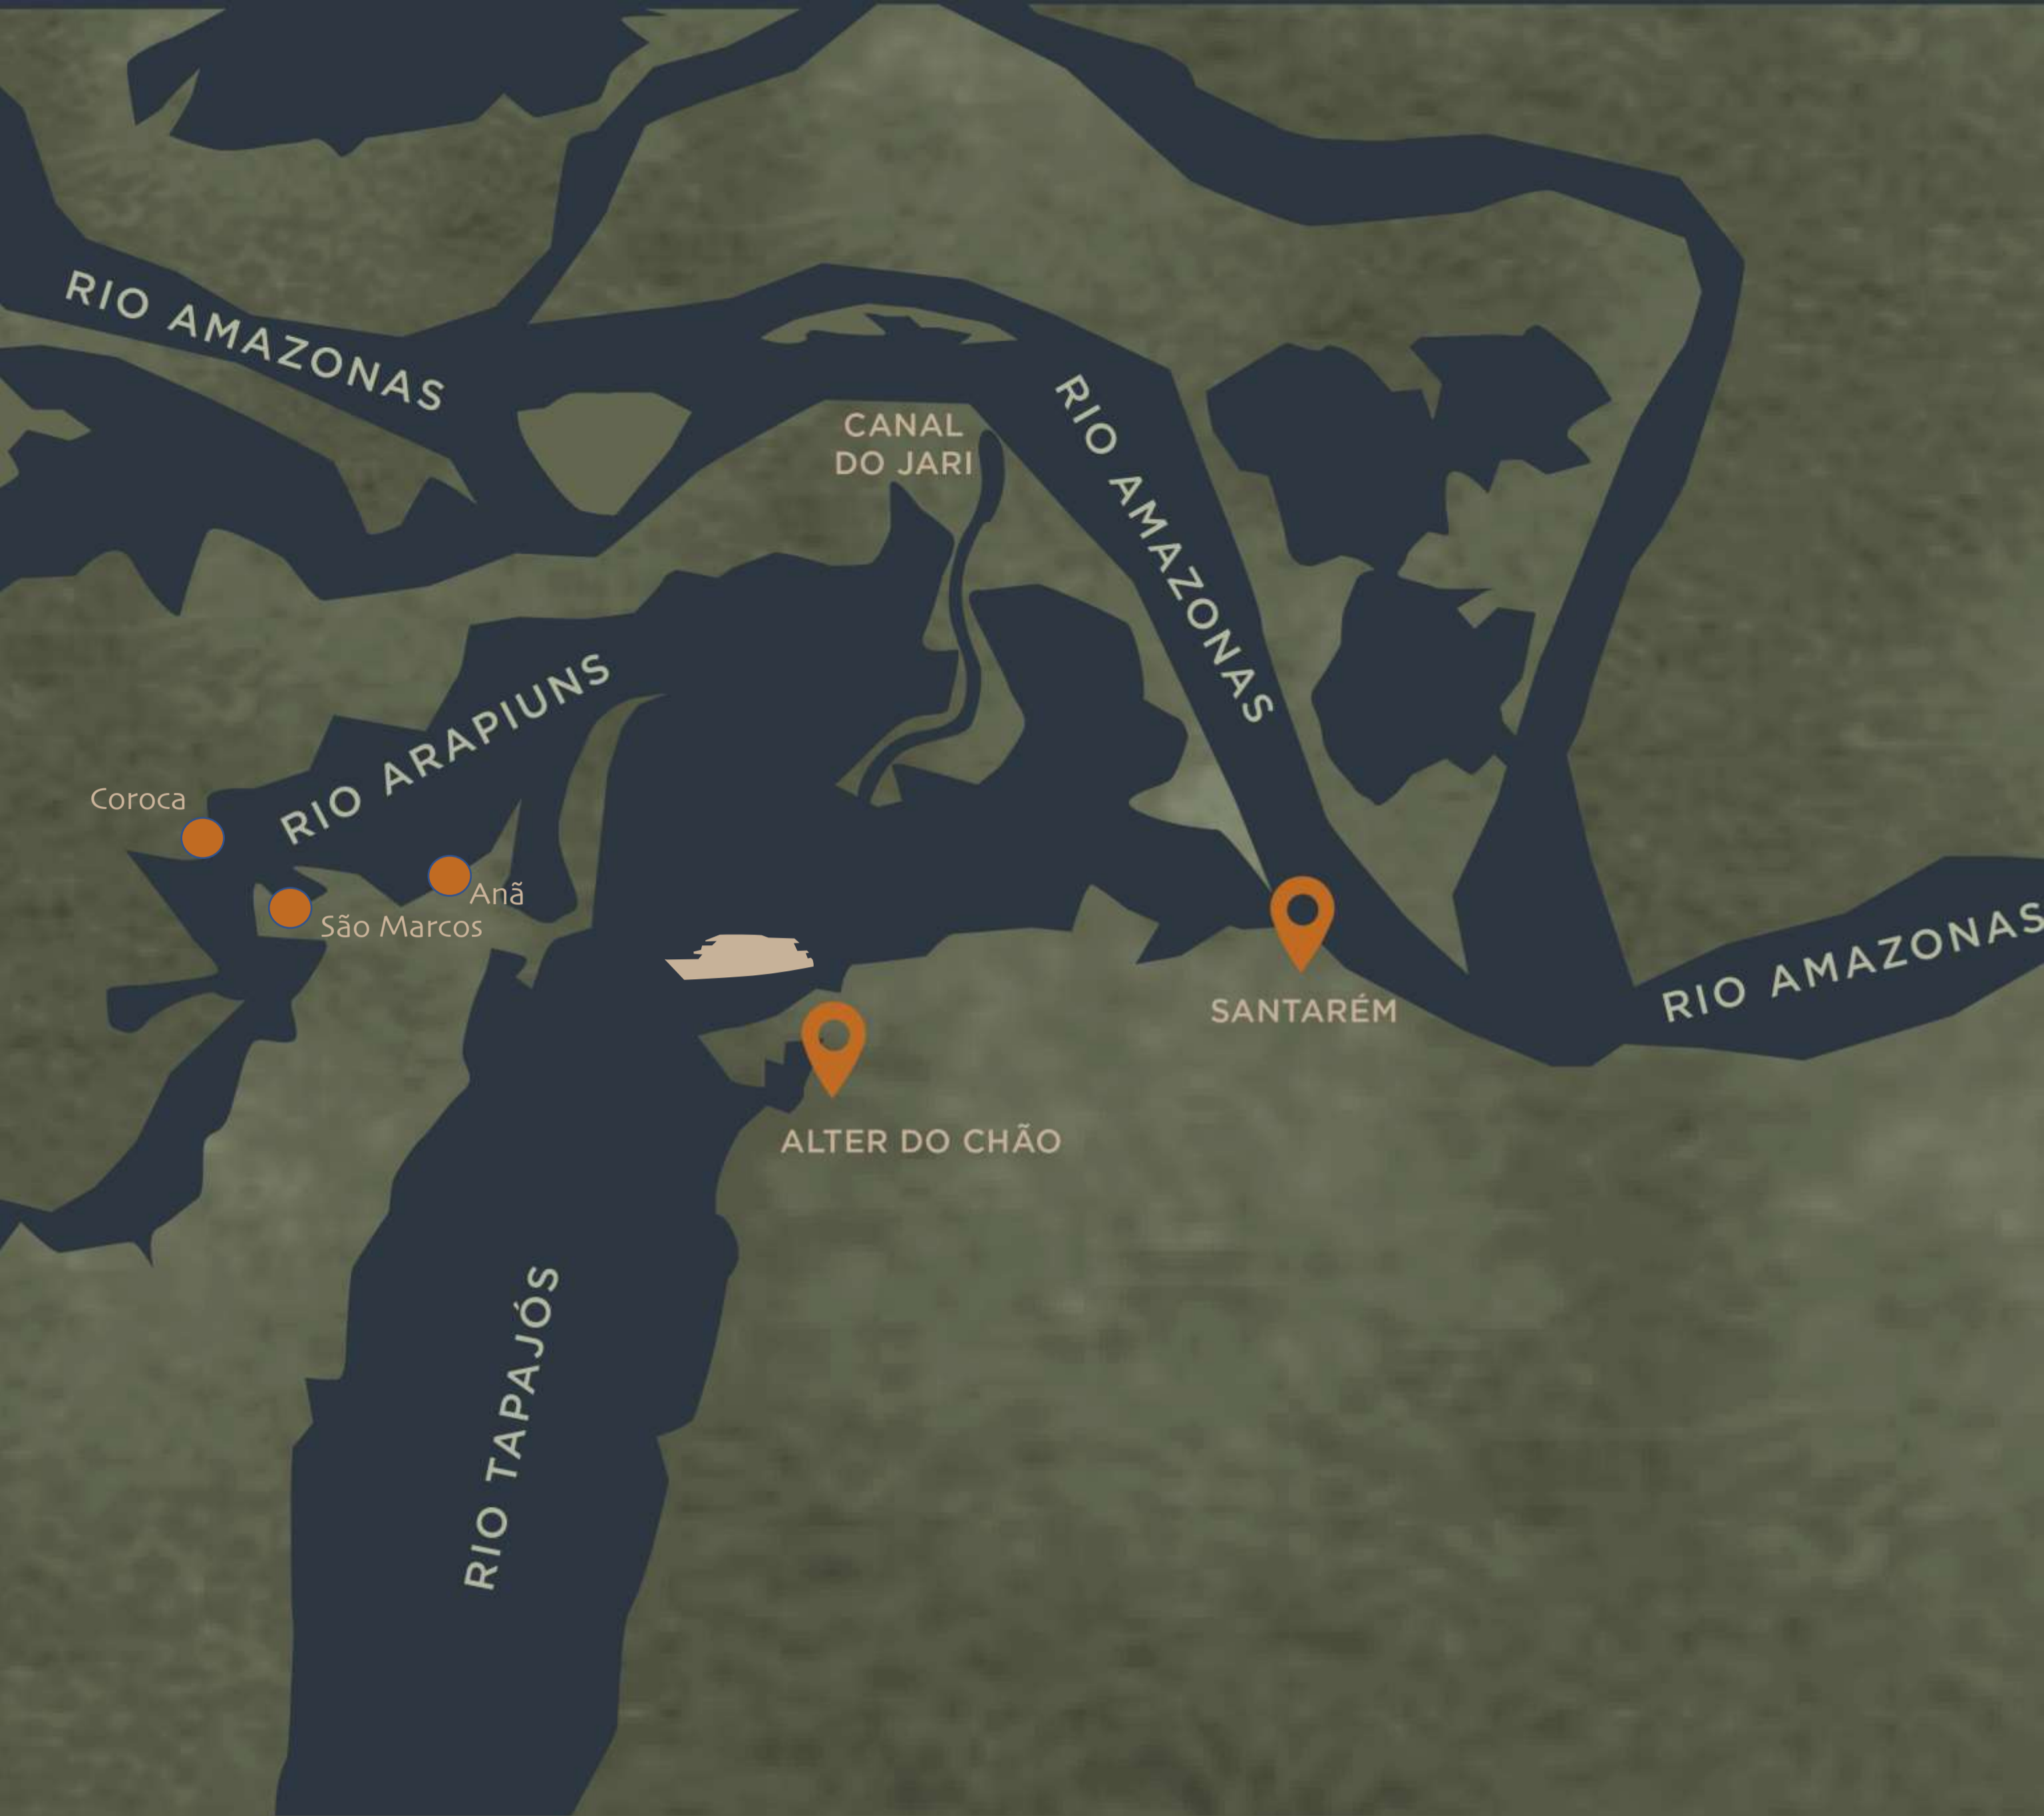 RIO AMAZONAS
CANAL
DO JARI
RIO AMAZONAS
RIO ARAPIUNS
Coroca
Anã
São Marcos
SANTARÉM
RIO AMAZONAS
ALTER DO CHÃO
RIO TAPAJÓS